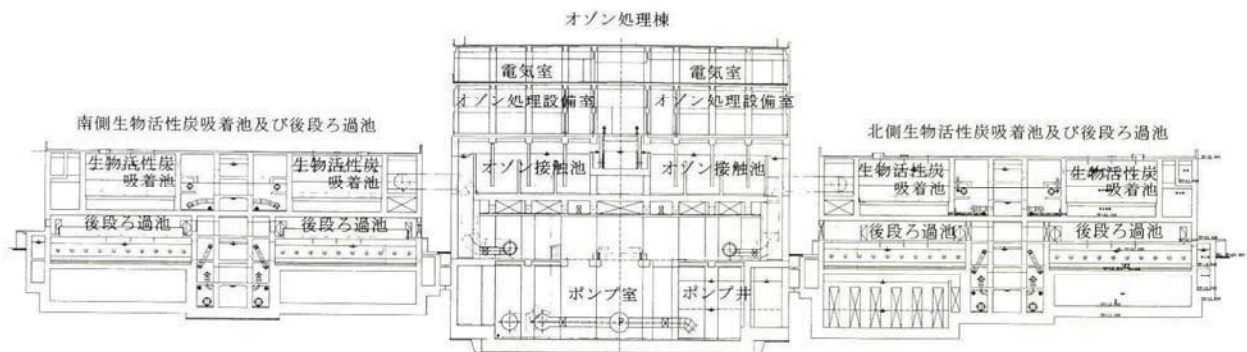 オゾン処理棟
電気室
電気室
オゾン処理設備室
オゾン処理設備室
南側生物活性炭吸着池及び後段ろ過池
北側生物活性炭吸着池及び後段ろ過池
生物活性炭
吸着池
生物活性炭
吸着池
オゾン接触池
オゾン接触池
生物活性炭
吸着池
生物活性炭
吸着池
後段ろ過池
後段ろ過池
後段ろ過池
後段ろ過池
ポンプ室
ポンプ井
P